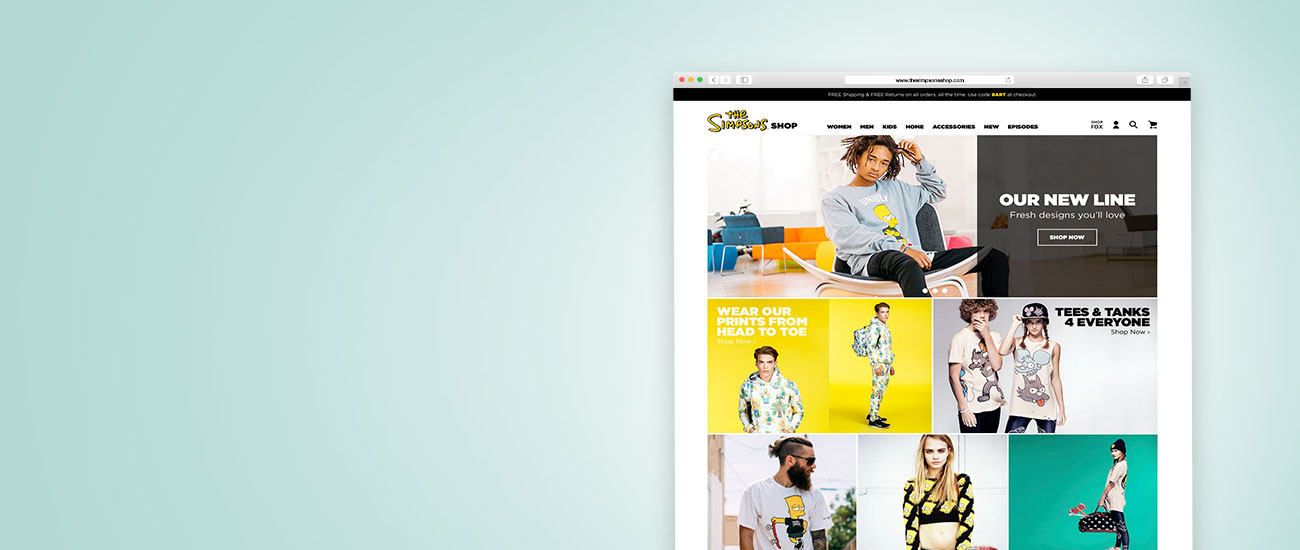 www.thesimpsonsshop.com
FREE Shipping & FREE Returns on all orders, all the time. Use code BART at checkout.
THE SIMPSONS SHOP
WOMEN MEN KIDS HOME ACCESSORIES NEW EPISODES
SHOP
FOX
UNRULY
OUR NEW LINE
Fresh designs you'll love
SHOP NOW
WEAR OUR
PRINTS FROM
HEAD TO TOE
Shop Now ›
TEES & TANKS
4 EVERYONE
Shop Now ›